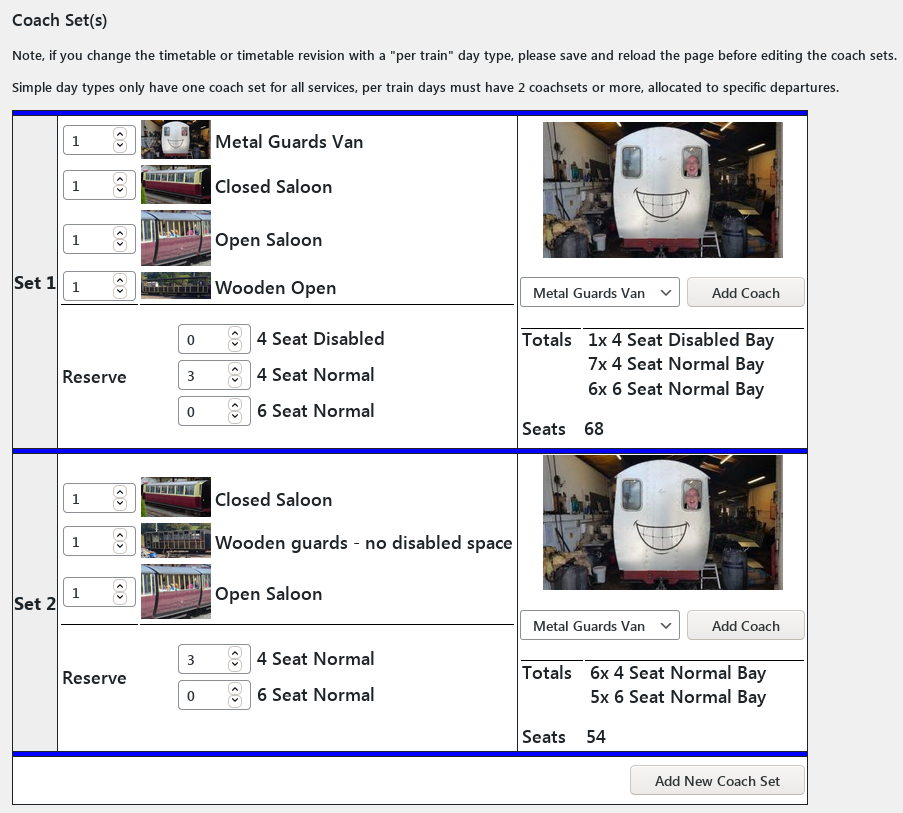 Coach Set(s)
Note, if you change the timetable or timetable revision with a "per train" day type, please save and reload the page before editing the coach sets.
Simple day types only have one coach set for all services, per train days must have 2 coachsets or more, allocated to specific departures.
Set 1
1 Metal Guards Van
1 Closed Saloon
1 Open Saloon
1 Wooden Open
Reserve
0 4 Seat Disabled
3 4 Seat Normal
0 6 Seat Normal
Metal Guards Van Add Coach
Totals 1x 4 Seat Disabled Bay
7x 4 Seat Normal Bay
6x 6 Seat Normal Bay
Seats 68
Set 2
1 Closed Saloon
1 Wooden guards - no disabled space
1 Open Saloon
Reserve
3 4 Seat Normal
0 6 Seat Normal
Metal Guards Van Add Coach
Totals 6x 4 Seat Normal Bay
5x 6 Seat Normal Bay
Seats 54
Add New Coach Set